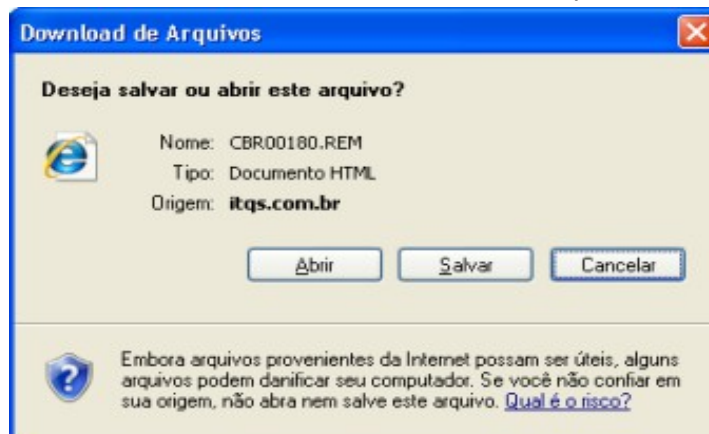 Download de Arquivos
Deseja salvar ou abrir este arquivo?
Nome: CBR00180.REM
Tipo: Documento HTML
Origem: itqs.com.br
Abrir Salvar Cancelar
Embora arquivos provenientes da Internet possam ser úteis, alguns
arquivos podem danificar seu computador. Se você não confiar em
sua origem, não abra nem salve este arquivo. Qual é o risco?